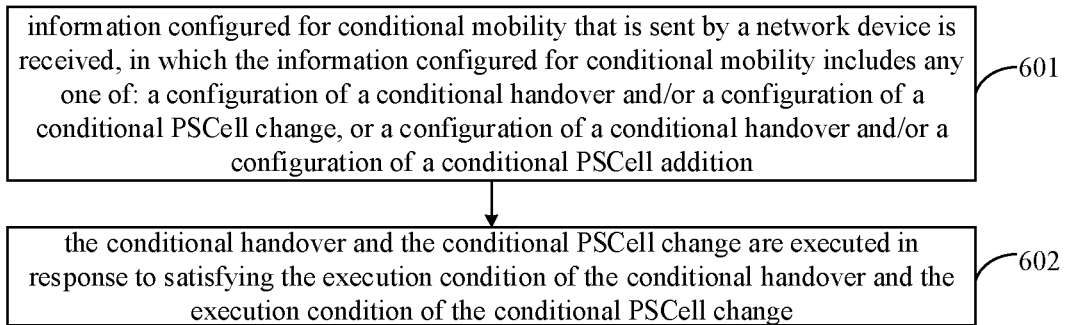 information configured for conditional mobility that is sent by a network device is
received, in which the information configured for conditional mobility includes any
one of: a configuration of a conditional handover and/or a configuration of a
conditional PSCell change, or a configuration of a conditional handover and/or a
configuration of a conditional PSCell addition
601
the conditional handover and the conditional PSCell change are executed in
response to satisfying the execution condition of the conditional handover and the
execution condition of the conditional PSCell change
602